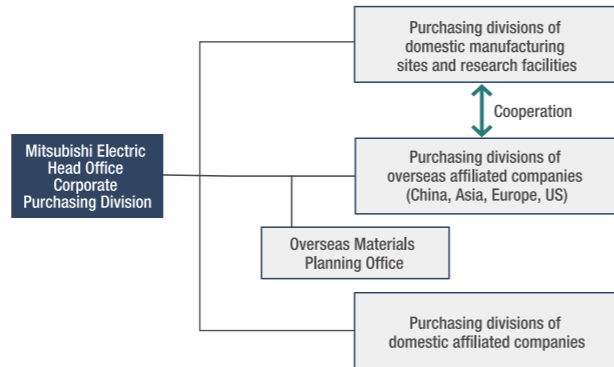 Purchasing divisions of
domestic manufacturing
sites and research facilities
Cooperation
Mitsubishi Electric
Head Office
Corporate
Purchasing Division
Purchasing divisions of
overseas affiliated companies
(China, Asia, Europe, US)
Overseas Materials
Planning Office
Purchasing divisions of
domestic affiliated companies